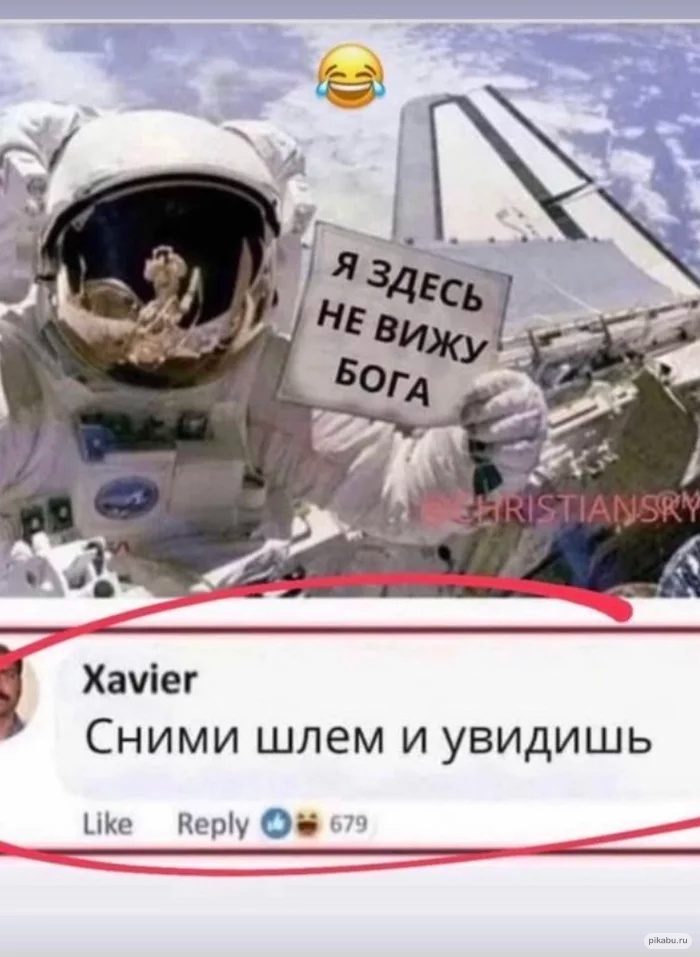 Я ЗДЕСЬ
НЕ ВИЖУ
БОГА
Xavier
Сними шлем и увидишь
Like Reply 679
pikabu.ru